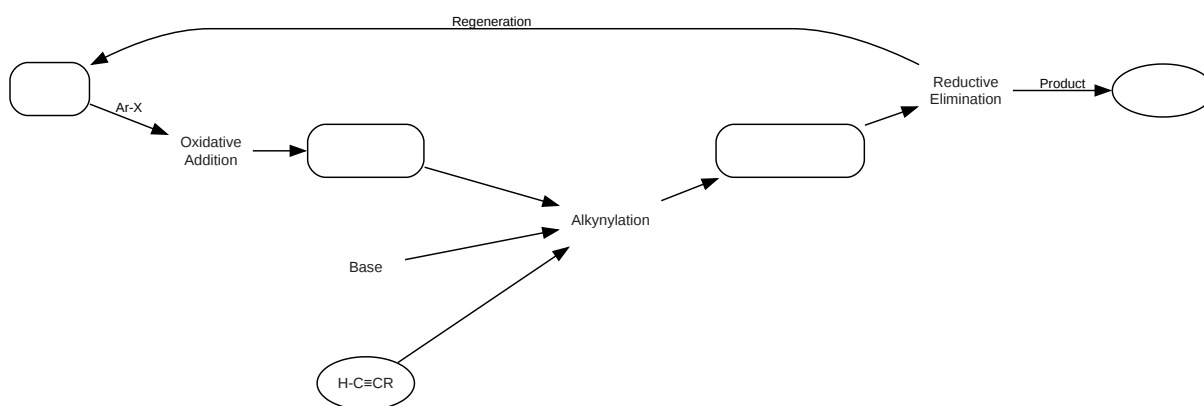 Regeneration
Ar-X
Oxidative
Addition
Reductive
Elimination
Product
Alkynylation
Base
H-C≡CR